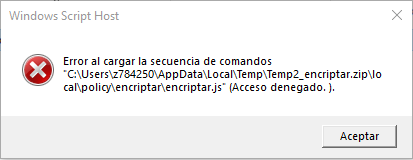 Windows Script Host
Error al cargar la secuencia de comandos
"C:\Users\z784250\AppData\Local\Temp\Temp2_encriptar.zip\lo
cal\policy\encriptar\encriptar.js" (Acceso denegado. ).
Aceptar